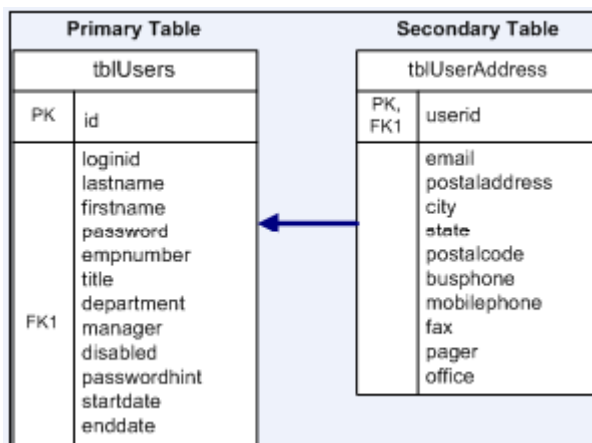 Primary Table
tblUsers
PK
id
FK1
loginid
lastname
firstname
password
empnumber
title
department
manager
disabled
passwordhint
startdate
enddate
Secondary Table
tblUserAddress
PK,
FK1
userid
email
postaladdress
city
state
postalcode
busphone
mobilephone
fax
pager
office